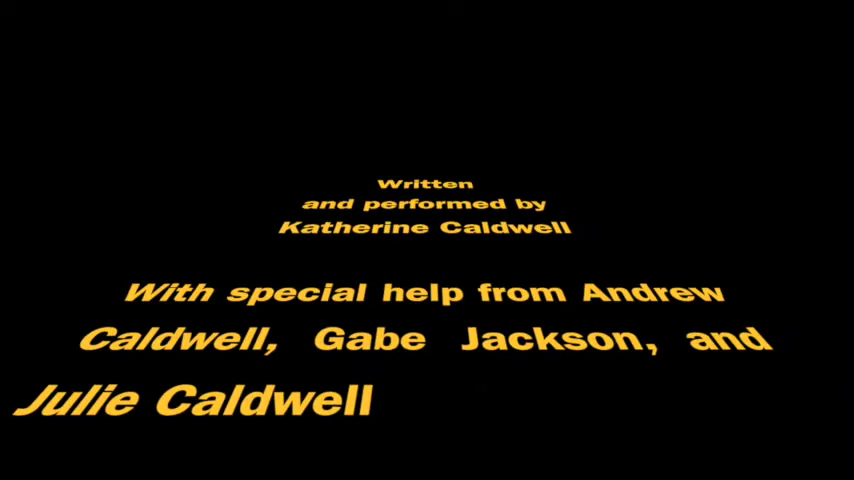 Written
and performed by
Katherine Caldwell
With special help from Andrew
Caldwell, Gabe Jackson, and
Julie Caldwell